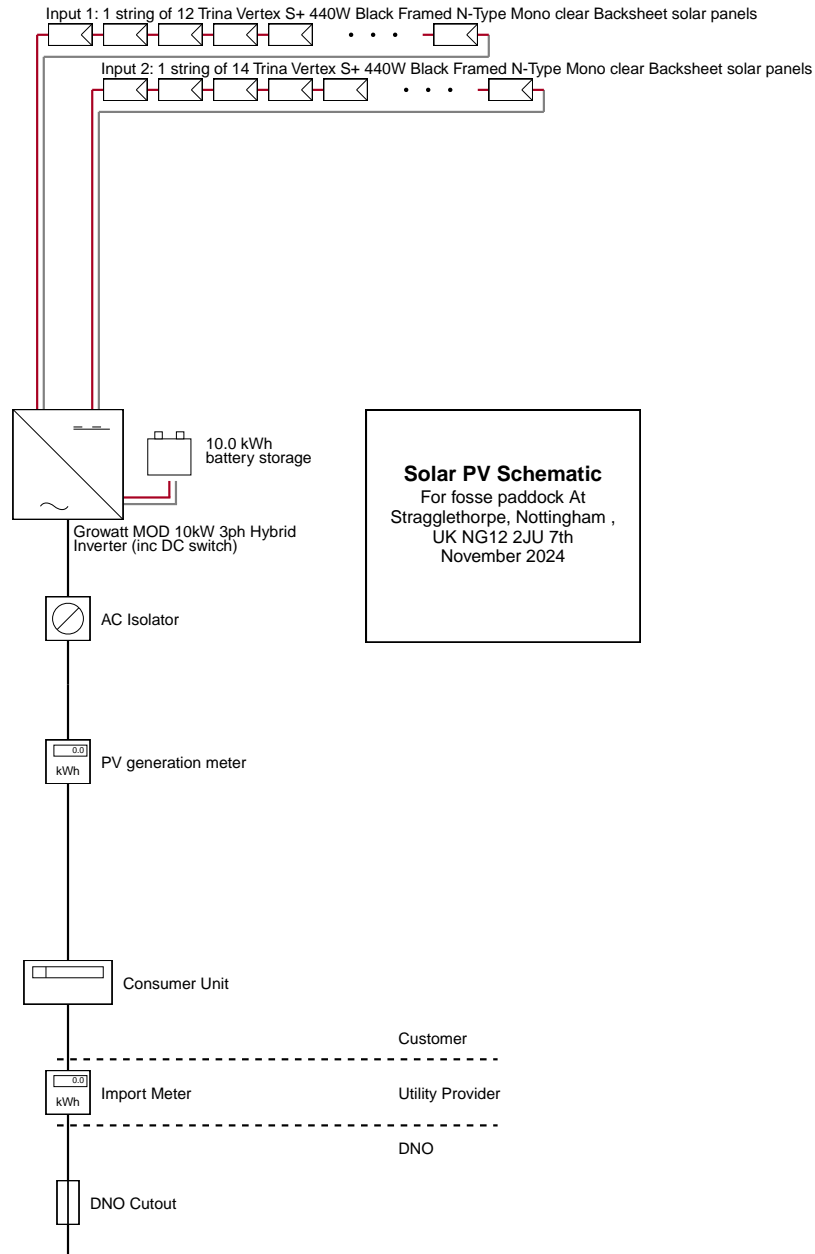 Input 1: 1 string of 12 Trina Vertex S+ 440W Black Framed N-Type Mono clear Backsheet solar panels
Input 2: 1 string of 14 Trina Vertex S+ 440W Black Framed N-Type Mono clear Backsheet solar panels
10.0 kWh
battery storage
Growatt MOD 10kW 3ph Hybrid
Inverter (inc DC switch)
Solar PV Schematic
For fosse paddock At
Stragglethorpe, Nottingham ,
UK NG12 2JU 7th
November 2024
AC Isolator
0.0
kWh
PV generation meter
Consumer Unit
Customer
0.0
kWh
Import Meter
Utility Provider
DNO
DNO Cutout